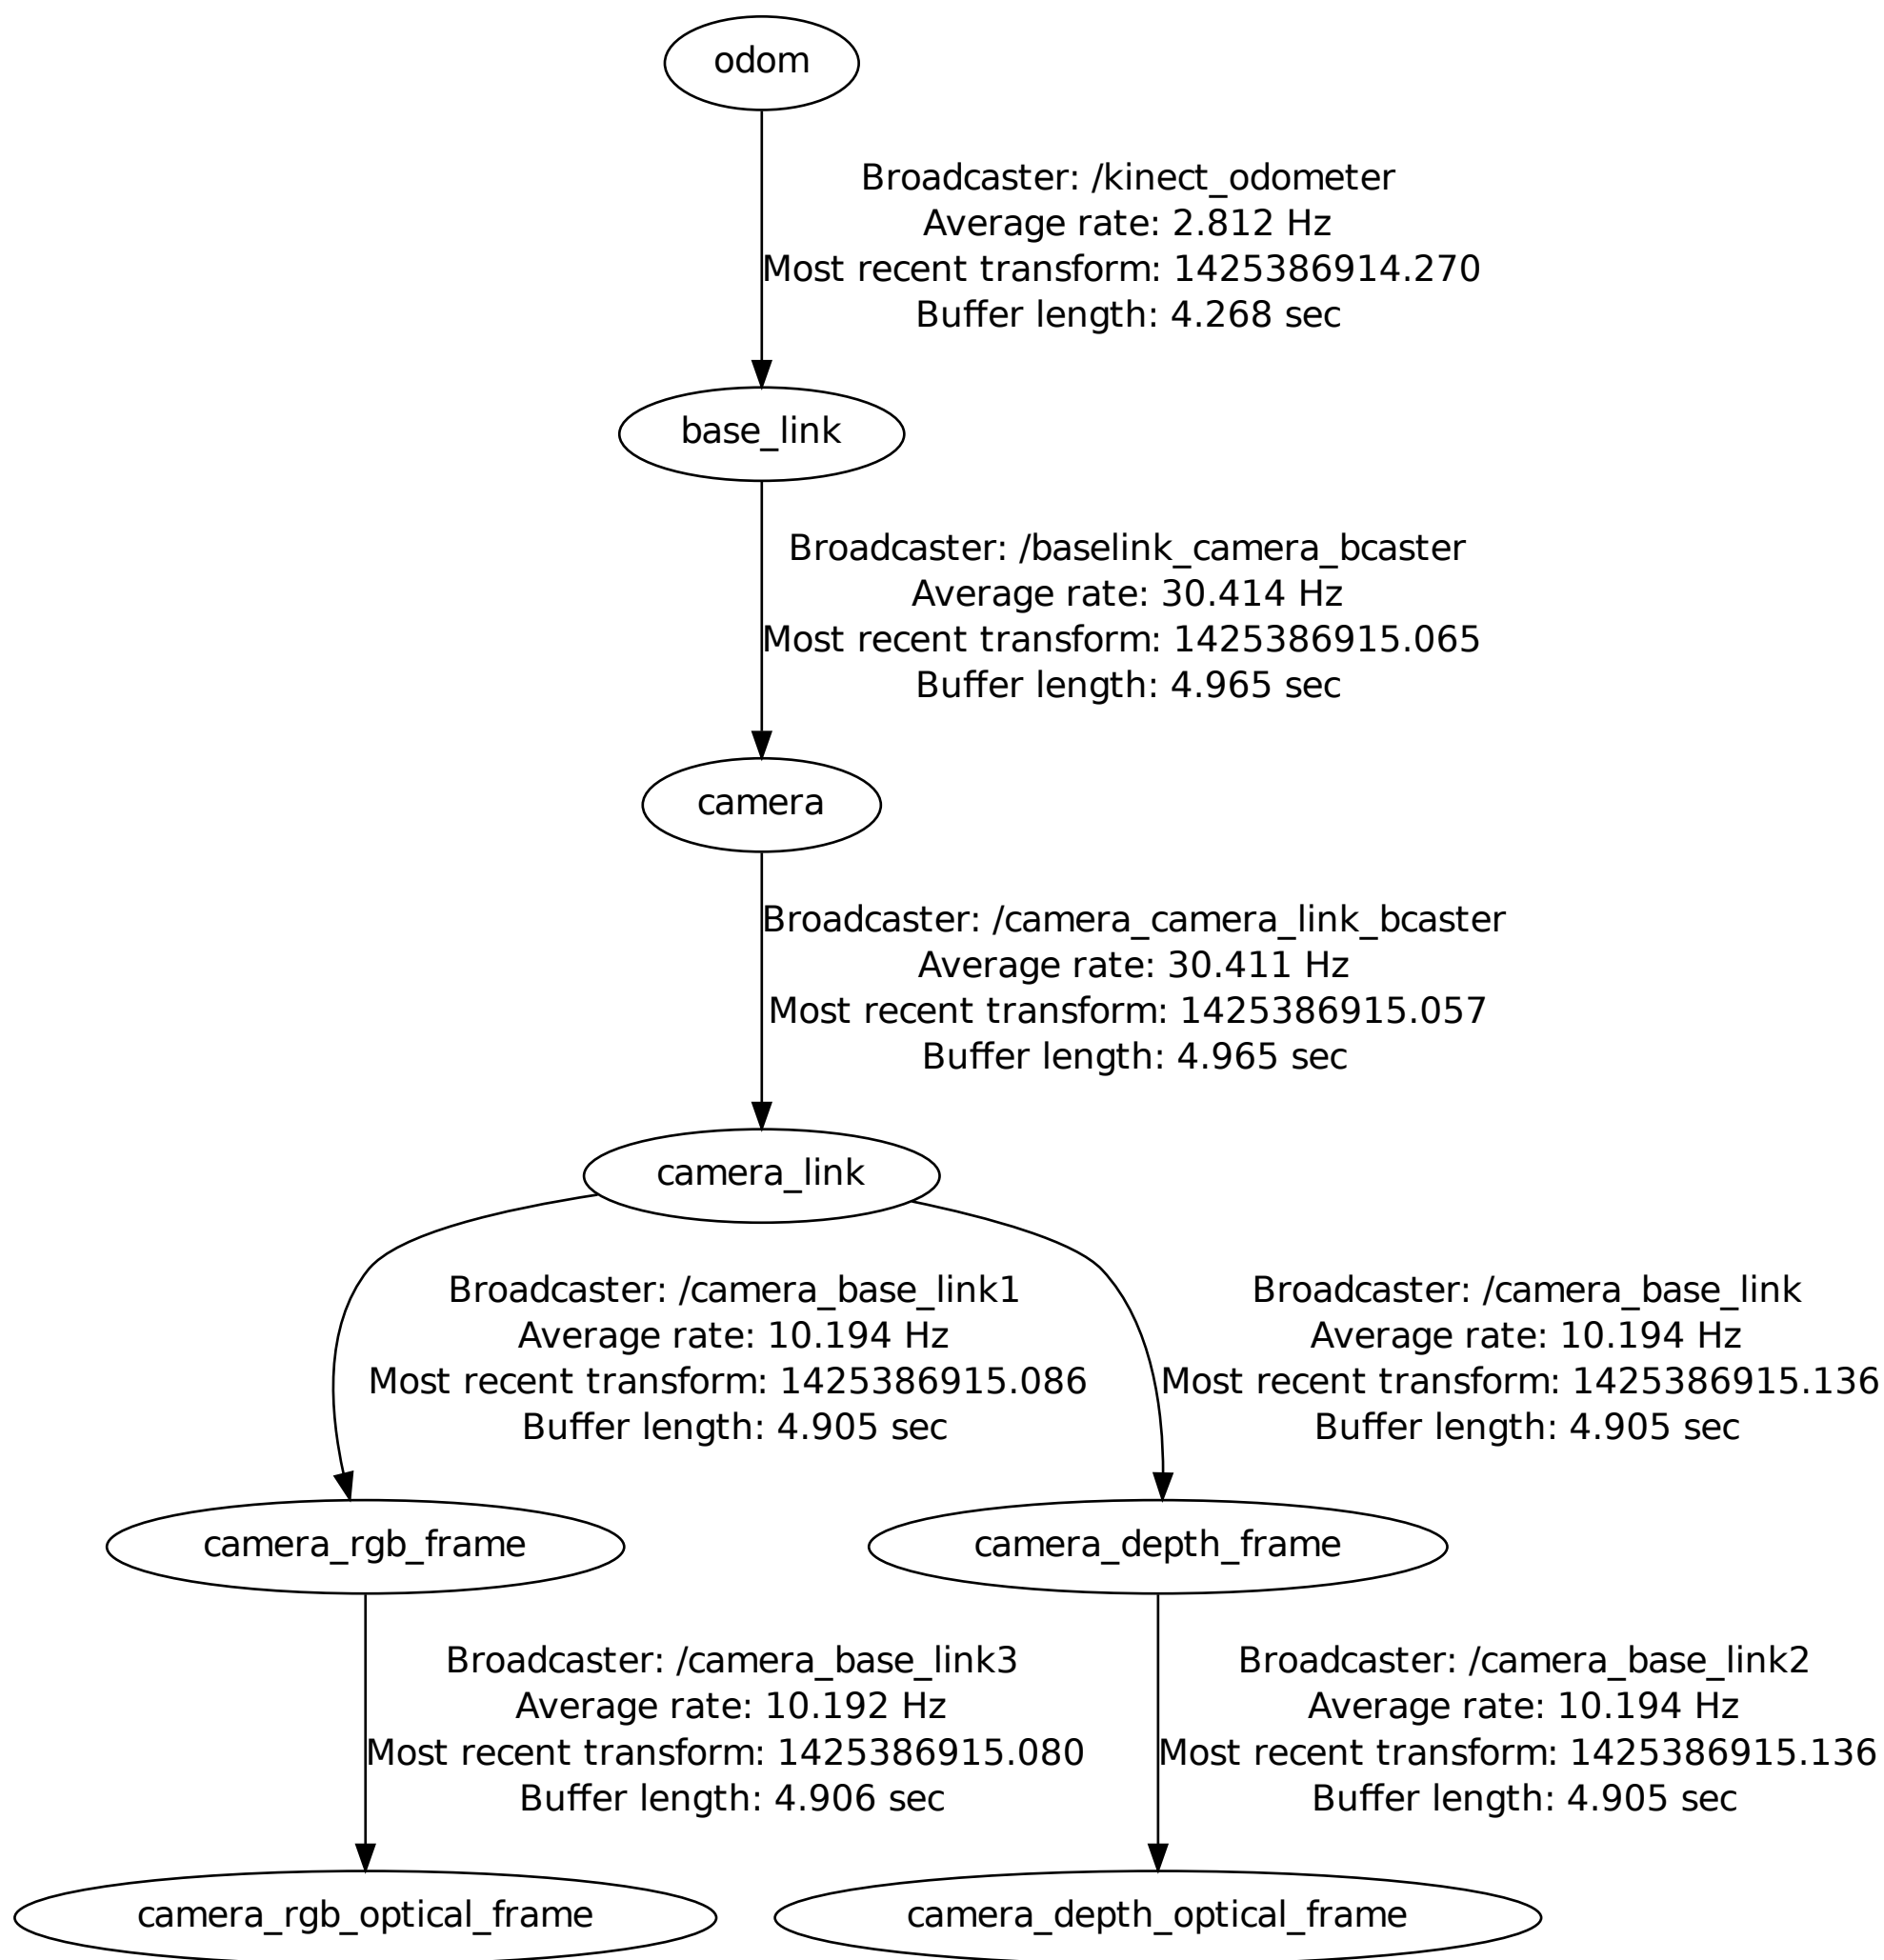 odom
Broadcaster: /kinect_odometer
Average rate: 2.812 Hz
Most recent transform: 1425386914.270
Buffer length: 4.268 sec
base_link
Broadcaster: /baselink_camera_bcaster
Average rate: 30.414 Hz
Most recent transform: 1425386915.065
Buffer length: 4.965 sec
camera
Broadcaster: /camera_camera_link_bcaster
Average rate: 30.411 Hz
Most recent transform: 1425386915.057
Buffer length: 4.965 sec
camera_link
Broadcaster: /camera_base_link1
Average rate: 10.194 Hz
Most recent transform: 1425386915.086
Buffer length: 4.905 sec
Broadcaster: /camera_base_link
Average rate: 10.194 Hz
Most recent transform: 1425386915.136
Buffer length: 4.905 sec
camera_rgb_frame
camera_depth_frame
Broadcaster: /camera_base_link3
Average rate: 10.192 Hz
Most recent transform: 1425386915.080
Buffer length: 4.906 sec
Broadcaster: /camera_base_link2
Average rate: 10.194 Hz
Most recent transform: 1425386915.136
Buffer length: 4.905 sec
camera_rgb_optical_frame
camera_depth_optical_frame